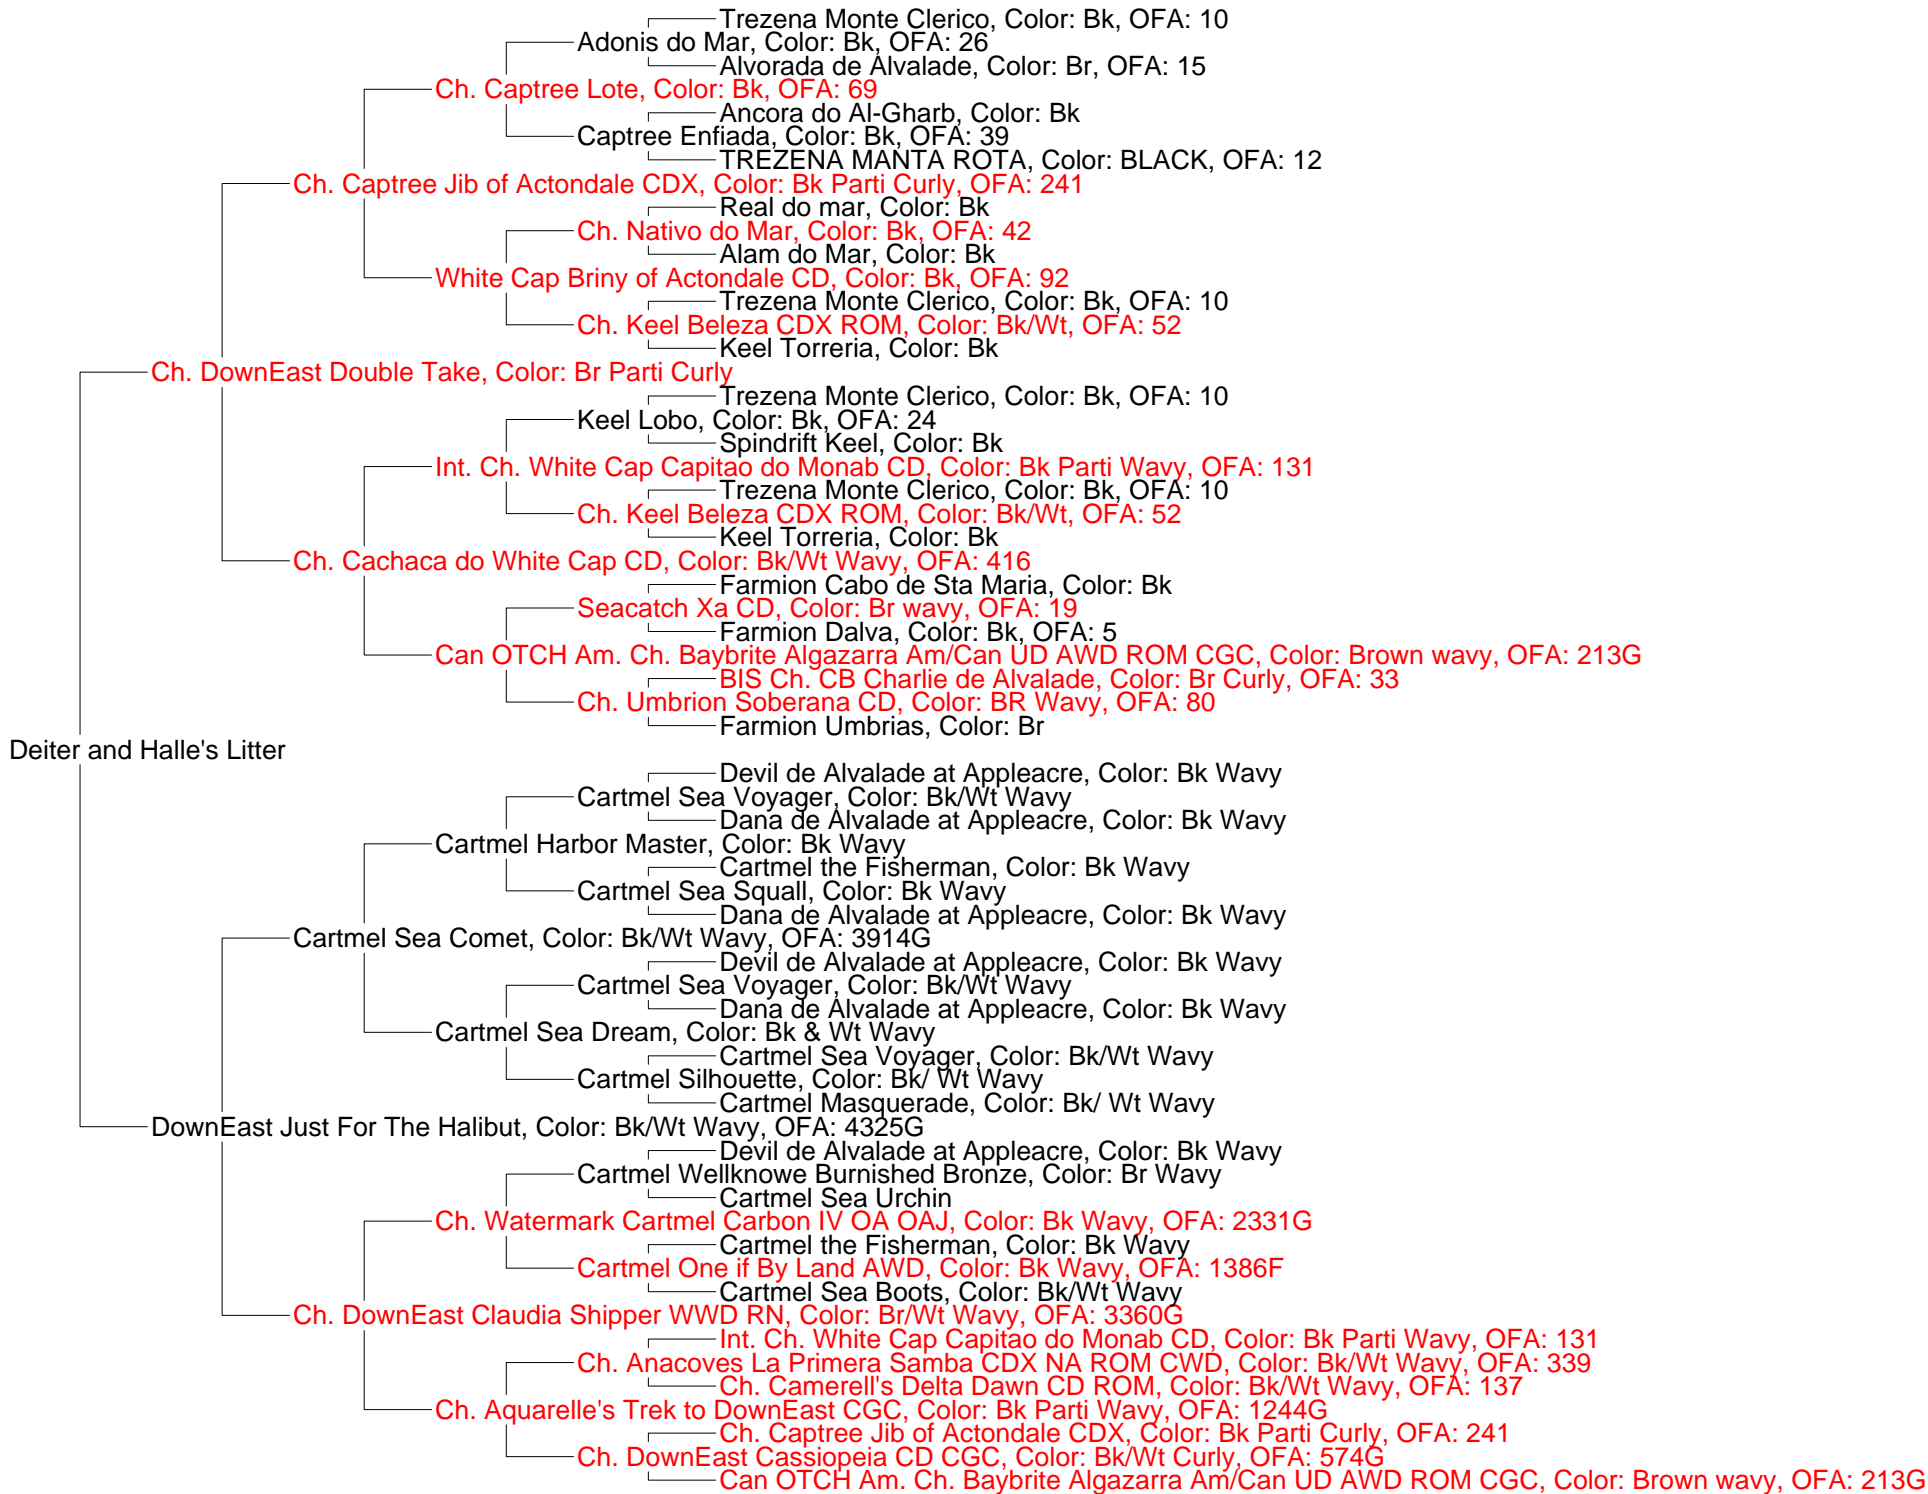 Trezena Monte Clerico, Color: Bk, OFA: 10
Adonis do Mar, Color: Bk, OFA: 26
Alvorada de Alvalade, Color: Br, OFA: 15
Ch. Captree Lote, Color: Bk, OFA: 69
Ancora do Al-Gharb, Color: Bk
Captree Enfiada, Color: Bk, OFA: 39
TREZENA MANTA ROTA, Color: BLACK, OFA: 12
Ch. Captree Jib of Actondale CDX, Color: Bk Parti Curly, OFA: 241
Real do mar, Color: Bk
Ch. Nativo do Mar, Color: Bk, OFA: 42
Alam do Mar, Color: Bk
White Cap Briny of Actondale CD, Color: Bk, OFA: 92
Trezena Monte Clerico, Color: Bk, OFA: 10
Ch. Keel Beleza CDX ROM, Color: Bk/Wt, OFA: 52
Keel Torreria, Color: Bk
Ch. DownEast Double Take, Color: Br Parti Curly
Trezena Monte Clerico, Color: Bk, OFA: 10
Keel Lobo, Color: Bk, OFA: 24
Spindrift Keel, Color: Bk
Int. Ch. White Cap Capitao do Monab CD, Color: Bk Parti Wavy, OFA: 131
Trezena Monte Clerico, Color: Bk, OFA: 10
Ch. Keel Beleza CDX ROM, Color: Bk/Wt, OFA: 52
Keel Torreria, Color: Bk
Ch. Cachaca do White Cap CD, Color: Bk/Wt Wavy, OFA: 416
Farmion Cabo de Sta Maria, Color: Bk
Seacatch Xa CD, Color: Br wavy, OFA: 19
Farmion Dalva, Color: Bk, OFA: 5
Can OTCH Am. Ch. Baybrite Algazarra Am/Can UD AWD ROM CGC, Color: Brown wavy, OFA: 213G
BIS Ch. CB Charlie de Alvalade, Color: Br Curly, OFA: 33
Ch. Umbrion Soberana CD, Color: BR Wavy, OFA: 80
Farmion Umbrias, Color: Br
Deiter and Halle's Litter
Devil de Alvalade at Appleacre, Color: Bk Wavy
Cartmel Sea Voyager, Color: Bk/Wt Wavy
Dana de Alvalade at Appleacre, Color: Bk Wavy
Cartmel Harbor Master, Color: Bk Wavy
Cartmel the Fisherman, Color: Bk Wavy
Cartmel Sea Squall, Color: Bk Wavy
Dana de Alvalade at Appleacre, Color: Bk Wavy
Cartmel Sea Comet, Color: Bk/Wt Wavy, OFA: 3914G
Devil de Alvalade at Appleacre, Color: Bk Wavy
Cartmel Sea Voyager, Color: Bk/Wt Wavy
Dana de Alvalade at Appleacre, Color: Bk Wavy
Cartmel Sea Dream, Color: Bk & Wt Wavy
Cartmel Sea Voyager, Color: Bk/Wt Wavy
Cartmel Silhouette, Color: Bk/ Wt Wavy
Cartmel Masquerade, Color: Bk/ Wt Wavy
DownEast Just For The Halibut, Color: Bk/Wt Wavy, OFA: 4325G
Devil de Alvalade at Appleacre, Color: Bk Wavy
Cartmel Wellknowe Burnished Bronze, Color: Br Wavy
Cartmel Sea Urchin
Ch. Watermark Cartmel Carbon IV OA OAJ, Color: Bk Wavy, OFA: 2331G
Cartmel the Fisherman, Color: Bk Wavy
Cartmel One if By Land AWD, Color: Bk Wavy, OFA: 1386F
Cartmel Sea Boots, Color: Bk/Wt Wavy
Ch. DownEast Claudia Shipper WWD RN, Color: Br/Wt Wavy, OFA: 3360G
Int. Ch. White Cap Capitao do Monab CD, Color: Bk Parti Wavy, OFA: 131
Ch. Anacoves La Primera Samba CDX NA ROM CWD, Color: Bk/Wt Wavy, OFA: 339
Ch. Camerell's Delta Dawn CD ROM, Color: Bk/Wt Wavy, OFA: 137
Ch. Aquarelle's Trek to DownEast CGC, Color: Bk Parti Wavy, OFA: 1244G
Ch. Captree Jib of Actondale CDX, Color: Bk Parti Curly, OFA: 241
Ch. DownEast Cassiopeia CD CGC, Color: Bk/Wt Curly, OFA: 574G
Can OTCH Am. Ch. Baybrite Algazarra Am/Can UD AWD ROM CGC, Color: Brown wavy, OFA: 213G